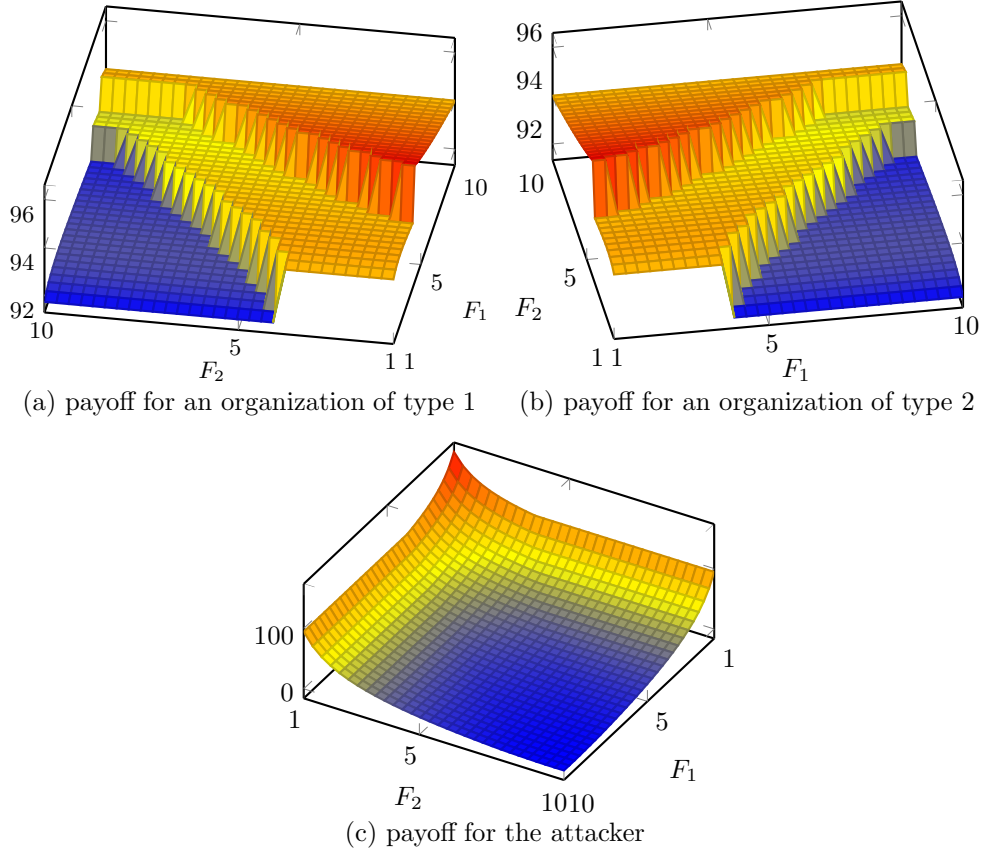 96
94
92
10
5
1 1
5
10
F₂
F₁
(a) payoff for an organization of type 1
96
94
92
10
5
1 1
5
10
F₂
F₁
(b) payoff for an organization of type 2
100
0
1
5
1010
5
1
F₂
F₁
(c) payoff for the attacker